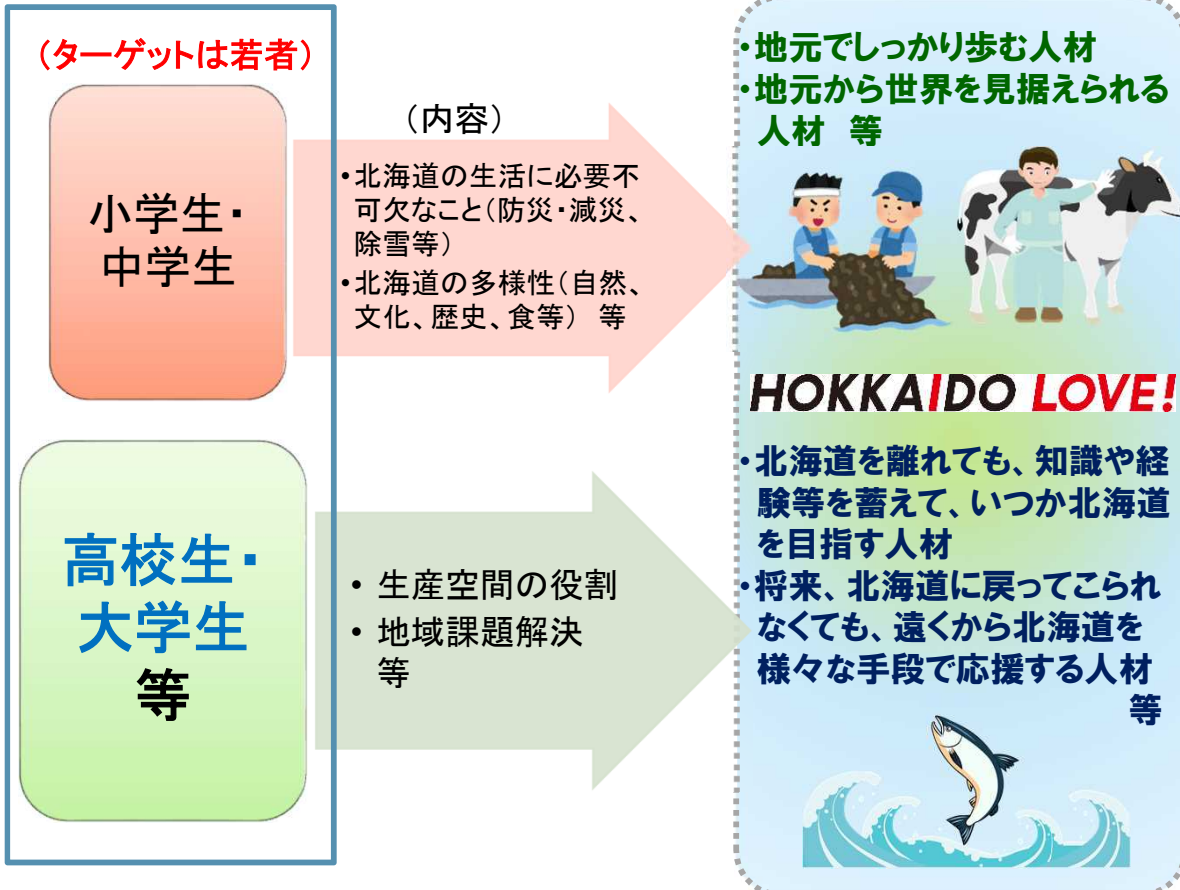 （ターゲットは若者）
小学生・
中学生
（内容）
・北海道の生活に必要不
可欠なこと（防災・減災、
除雪等）
・北海道の多様性（自然、
文化、歴史、食等）　等
・地元でしっかり歩む人材
・地元から世界を見据えられる
人材　等
HOKKAIDO LOVE!
高校生・
大学生
等
• 生産空間の役割
• 地域課題解決
等
・北海道を離れても、知識や経
験等を蓄えて、いつか北海道
を目指す人材
・将来、北海道に戻ってこられ
なくても、遠くから北海道を
様々な手段で応援する人材
等